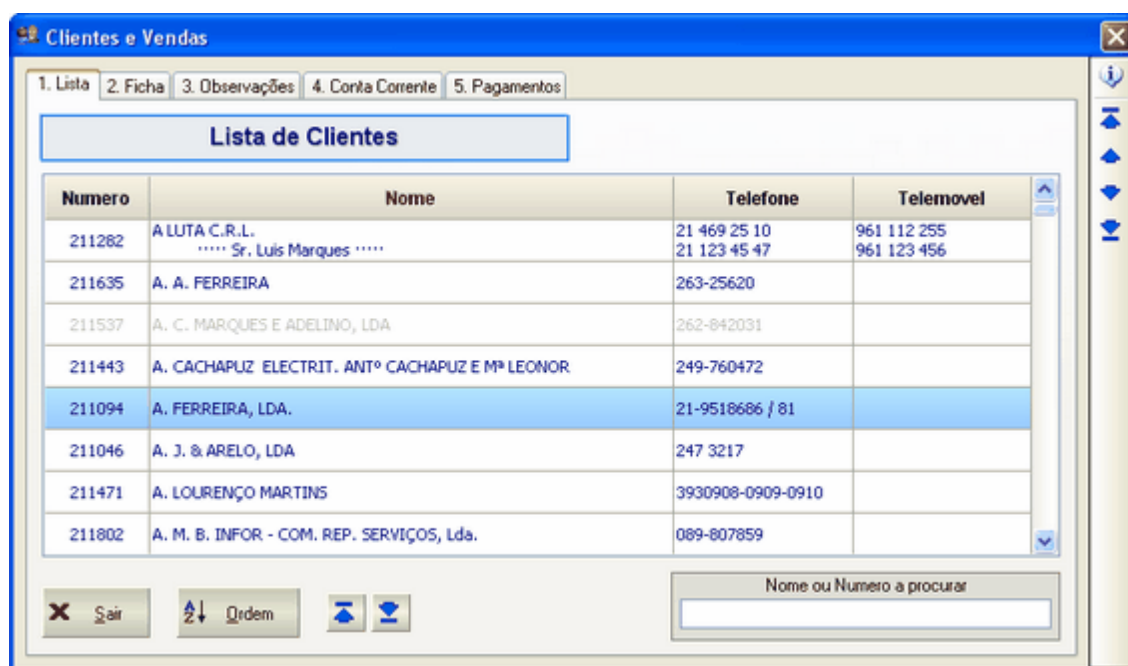 Clientes e Vendas
1. Lista 2. Ficha 3. Observações 4. Conta Corrente 5. Pagamentos
Lista de Clientes
Numero Nome Telefone Telemovel
211282 A LUTA C.R.L. 21 469 25 10 961 112 255
····· Sr. Luis Marques ····· 21 123 45 47 961 123 456
211635 A. A. FERREIRA 263-25620
211537 A. C. MARQUES E ADELINO, LDA 262-842031
211443 A. CACHAPUZ ELECTRIT. ANTº CACHAPUZ E Mª LEONOR 249-760472
211094 A. FERREIRA, LDA. 21-9518686 / 81
211046 A. J. & ARELO, LDA 247 3217
211471 A. LOURENÇO MARTINS 3930908-0909-0910
211802 A. M. B. INFOR - COM. REP. SERVIÇOS, Lda. 089-807859
Nome ou Numero a procurar
Sair Ordem